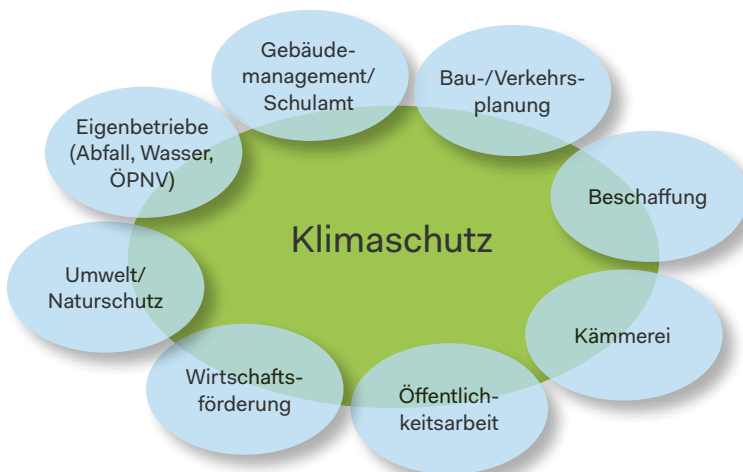 Gebäude-
management/
Schulamt
Bau-/Verkehrs-
planung
Eigenbetriebe
(Abfall, Wasser,
ÖPNV)
Beschaffung
Klimaschutz
Umwelt/
Naturschutz
Kämmerei
Wirtschafts-
förderung
Öffentlich-
keitsarbeit